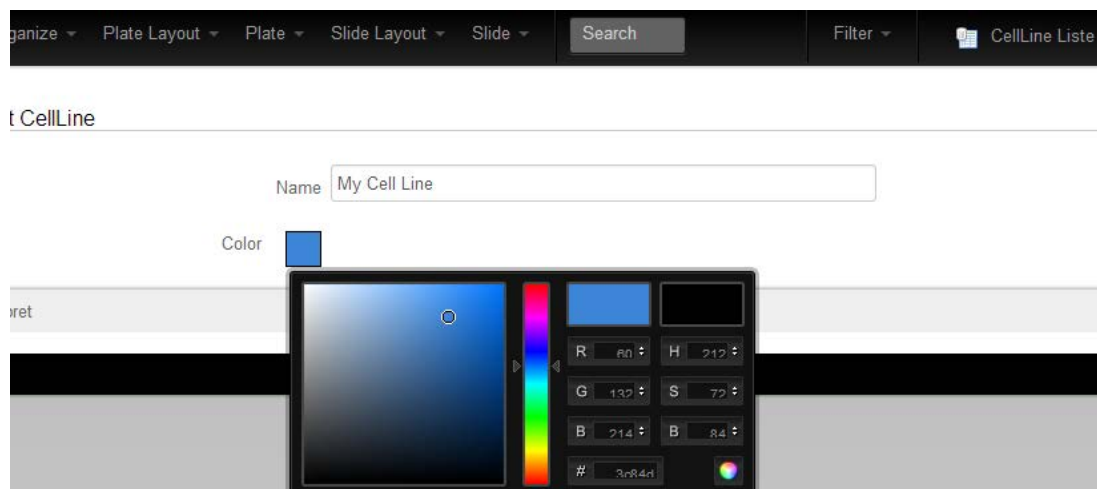 ganize Plate Layout Plate Slide Layout Slide Search Filter CellLine Liste
t CellLine
Name My Cell Line
Color
oret
R 60 H 212
G 132 S 72
B 214 B 84
# 3c84d